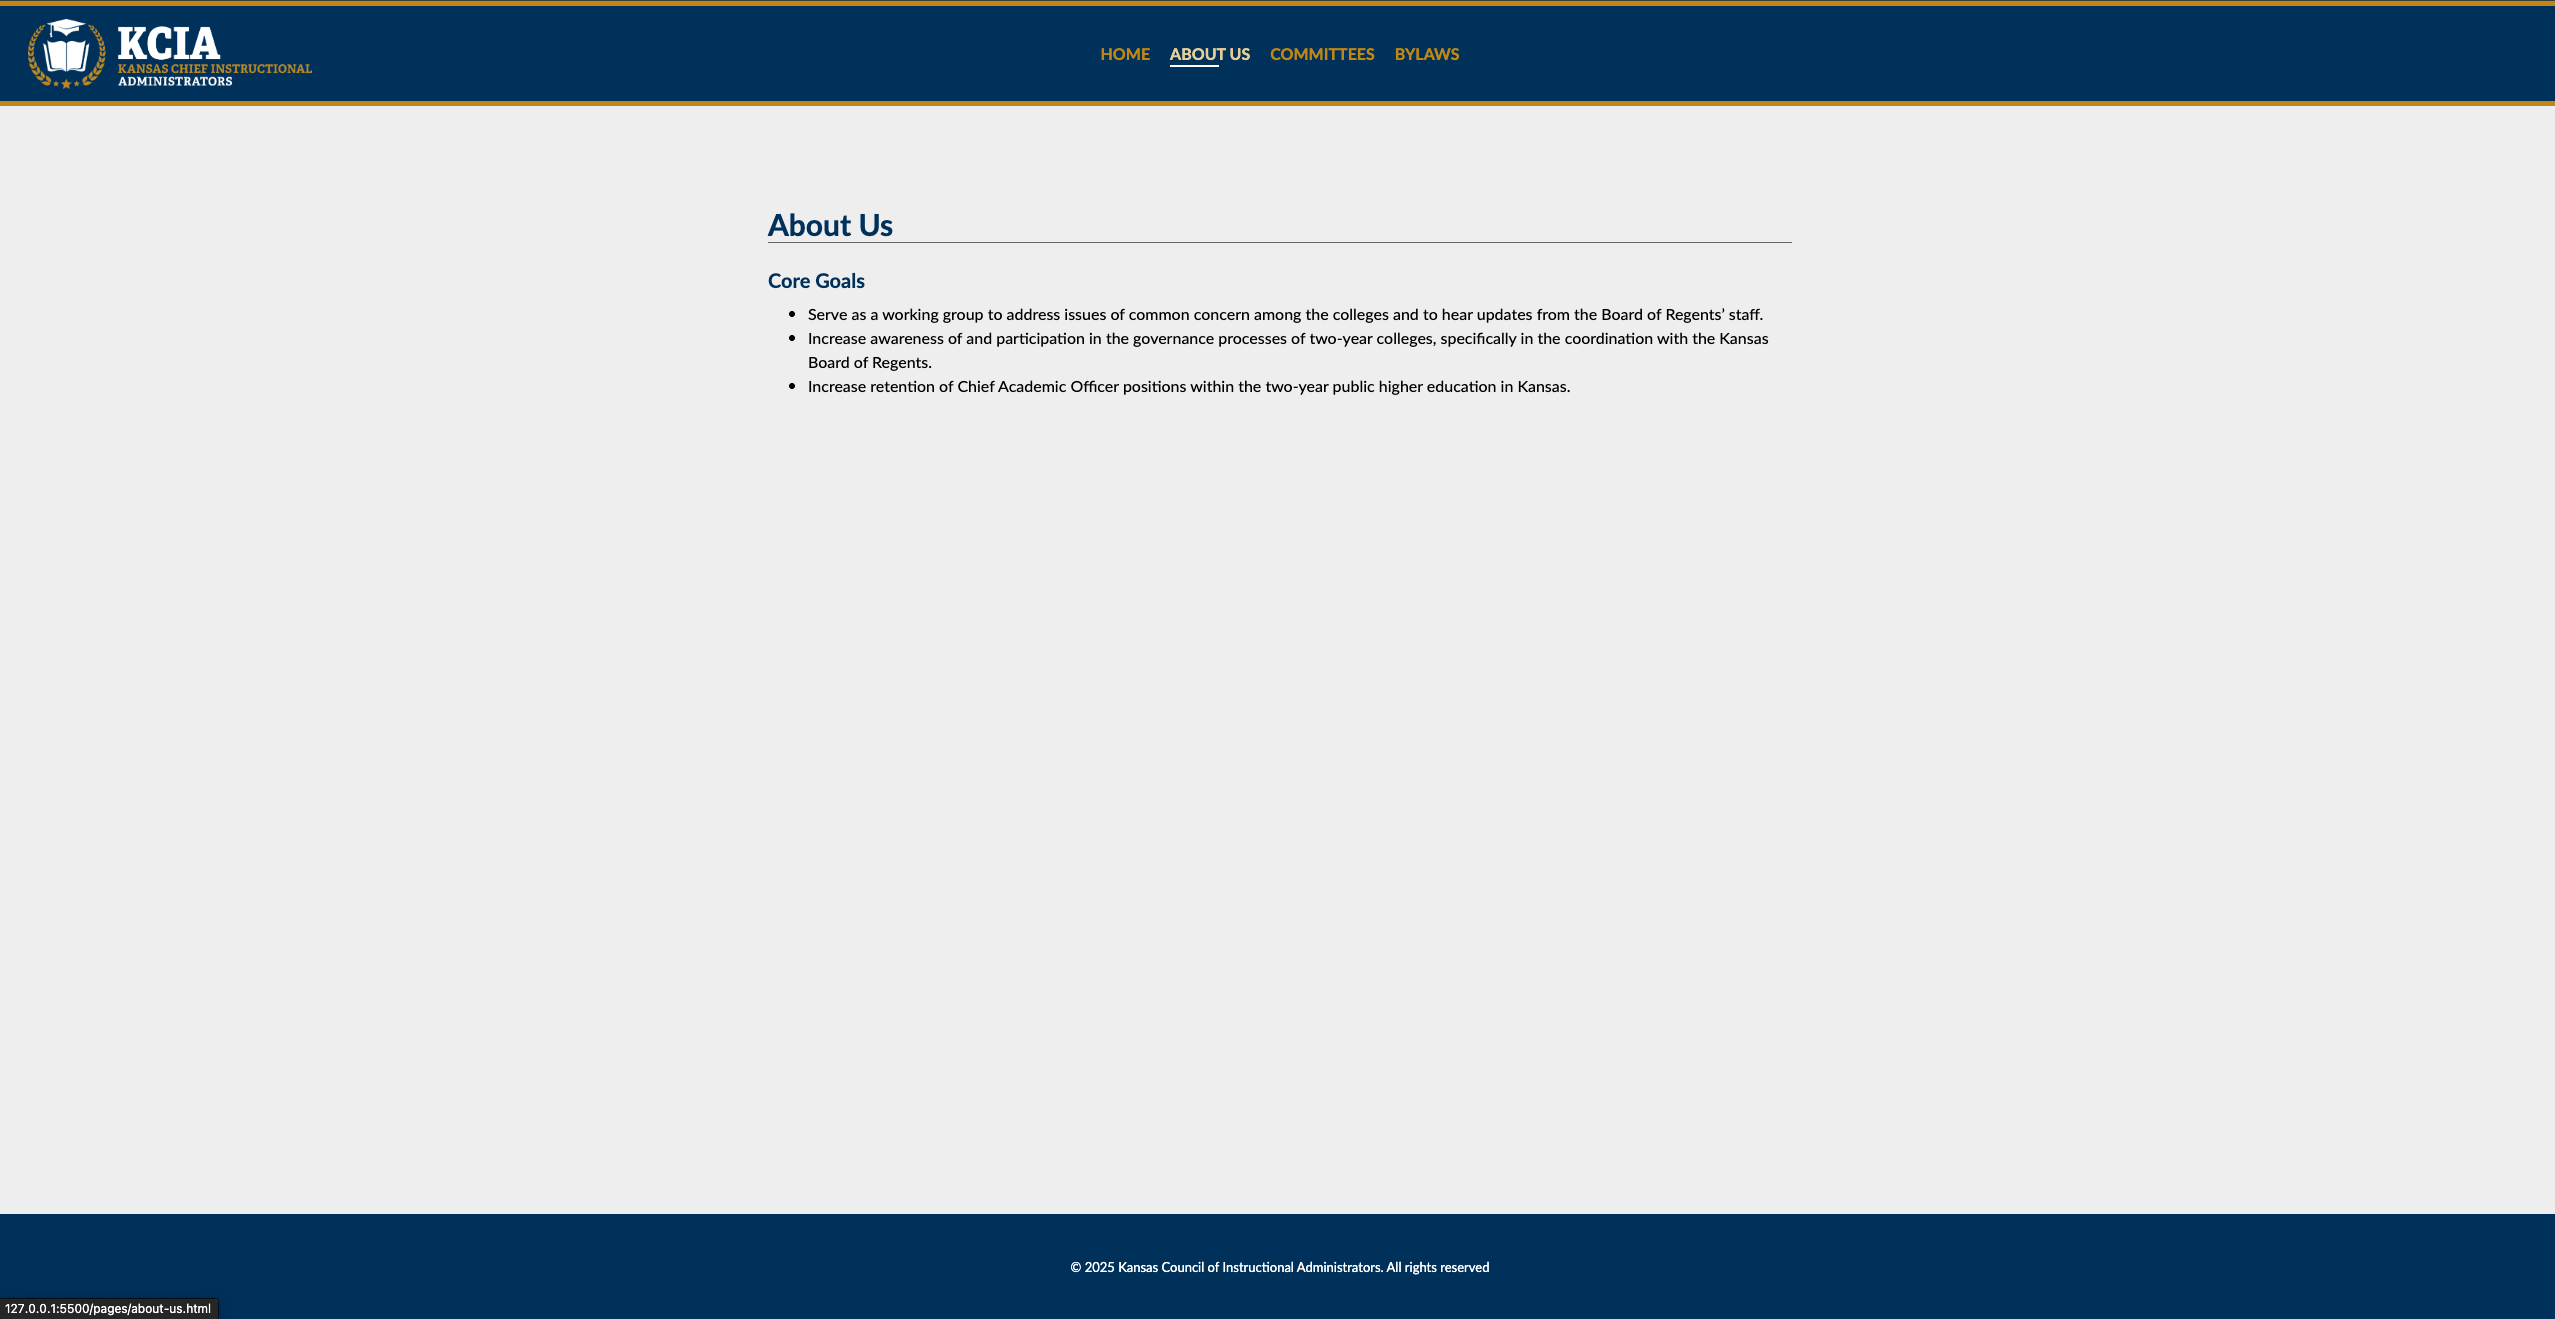 KCIA
KANSAS CHIEF INSTRUCTIONAL
ADMINISTRATORS
HOME ABOUT US COMMITTEES BYLAWS
About Us
Core Goals
• Serve as a working group to address issues of common concern among the colleges and to hear updates from the Board of Regents’ staff.
• Increase awareness of and participation in the governance processes of two-year colleges, specifically in the coordination with the Kansas
Board of Regents.
• Increase retention of Chief Academic Officer positions within the two-year public higher education in Kansas.
© 2025 Kansas Council of Instructional Administrators. All rights reserved
127.0.0.1:5500/pages/about-us.html